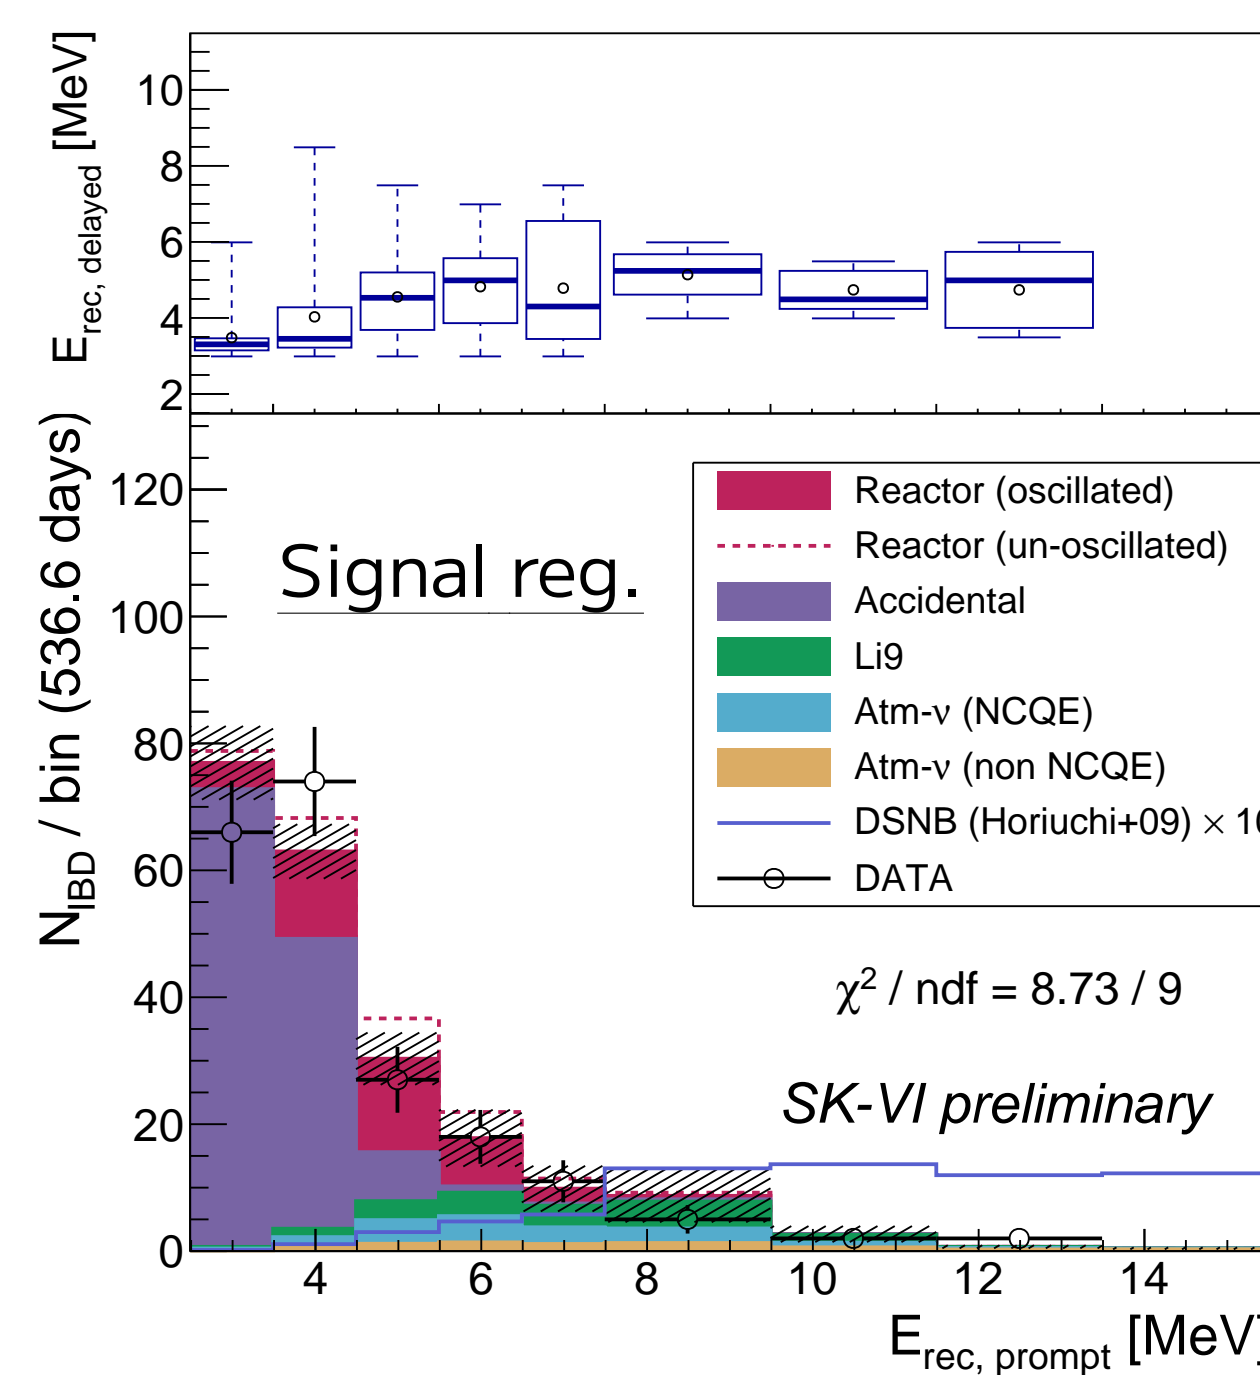 E_rec, delayed [MeV]
10
8
6
4
2
N_IBD / bin (536.6 days)
120
100
80
60
40
20
0
Signal reg.
Reactor (oscillated)
Reactor (un-oscillated)
Accidental
Li9
Atm-ν (NCQE)
Atm-ν (non NCQE)
DSNB (Horiuchi+09) × 10
DATA
χ² / ndf = 8.73 / 9
SK-VI preliminary
4 6 8 10 12 14
E_rec, prompt [MeV]